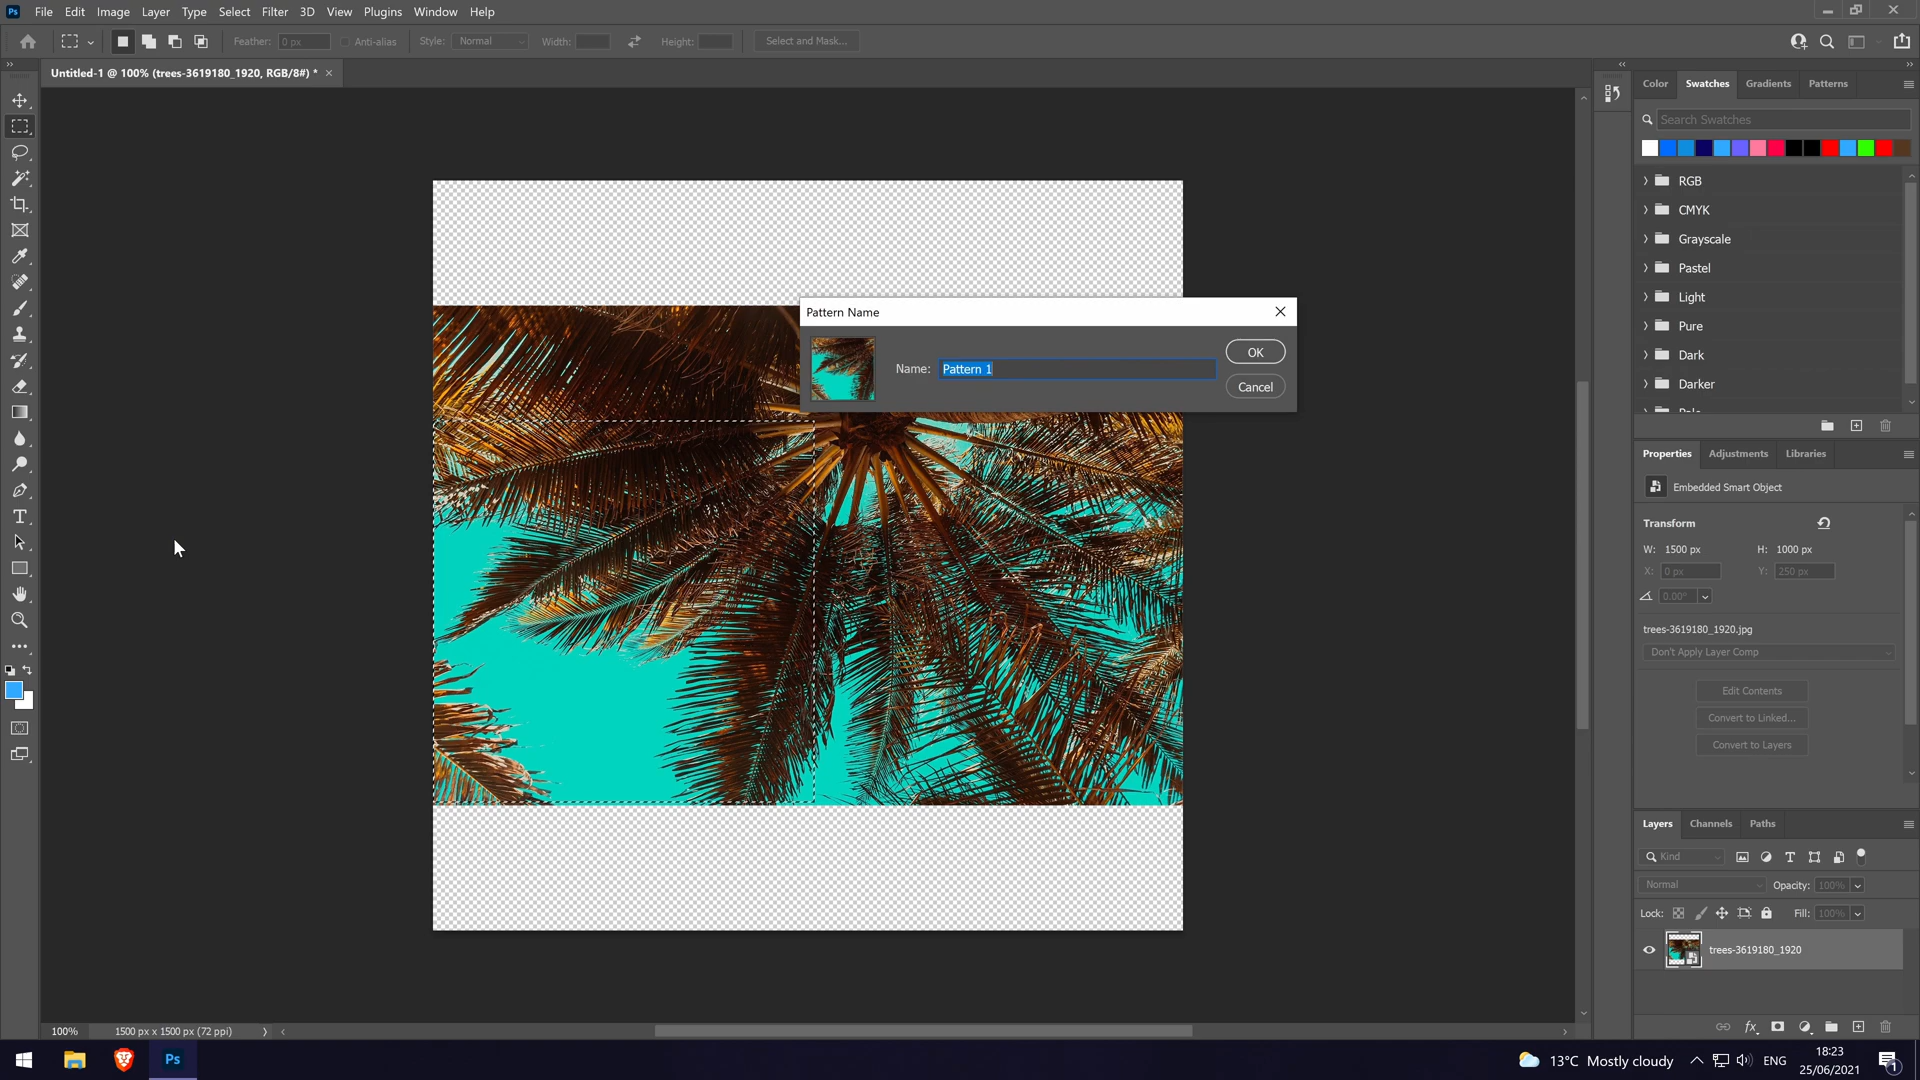 Ps File Edit Image Layer Type Select Filter 3D View Plugins Window Help
Feather: 0 px Anti-alias Style: Normal Width: Height: Select and Mask...
Untitled-1 @ 100% (trees-3619180_1920, RGB/8#) * ×
Color Swatches Gradients Patterns
Search Swatches
RGB
CMYK
Grayscale
Pastel
Light
Pure
Dark
Darker
Pattern Name
Name: Pattern 1
OK
Cancel
Properties Adjustments Libraries
Embedded Smart Object
Transform
W: 1500 px H: 1000 px
X: 0 px Y: 250 px
0.00°
trees-3619180_1920.jpg
Don't Apply Layer Comp
Edit Contents
Convert to Linked...
Convert to Layers
Layers Channels Paths
Kind
Normal Opacity: 100%
Lock: Fill: 100%
trees-3619180_1920
100% 1500 px x 1500 px (72 ppi)
Ps
13°C Mostly cloudy ENG
18:23
25/06/2021
1